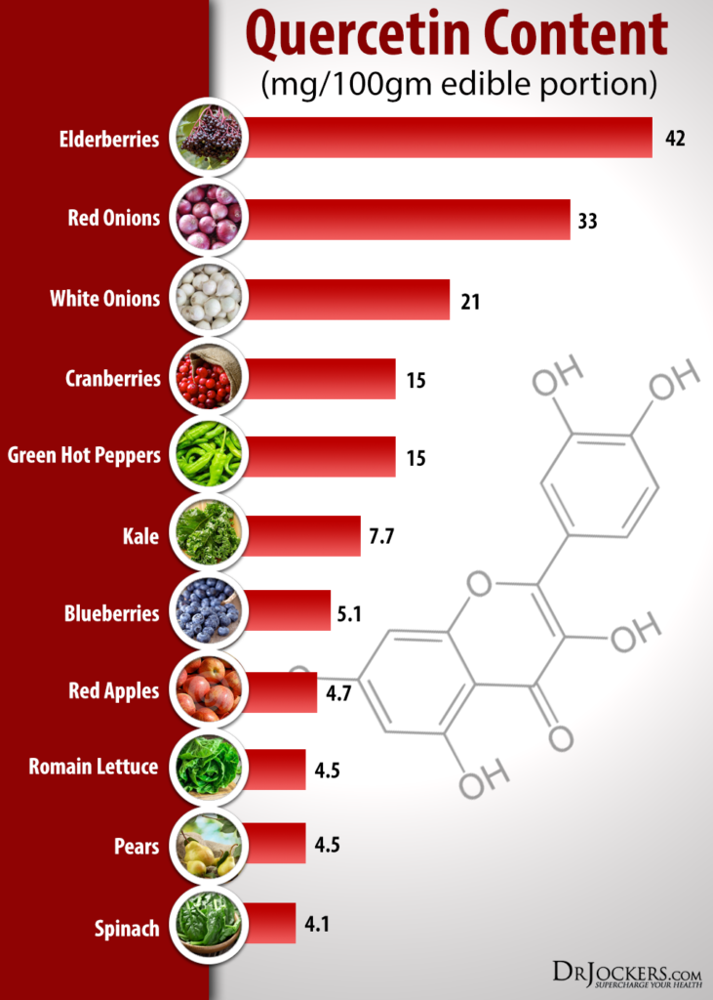 Quercetin Content
(mg/100gm edible portion)
Elderberries 42
Red Onions 33
White Onions 21
Cranberries 15
Green Hot Peppers 15
Kale 7.7
Blueberries 5.1
Red Apples 4.7
Romain Lettuce 4.5
Pears 4.5
Spinach 4.1
OH
OH
O
OH
O
OH
DRJOCKERS.COM
SUPERCHARGE YOUR HEALTH